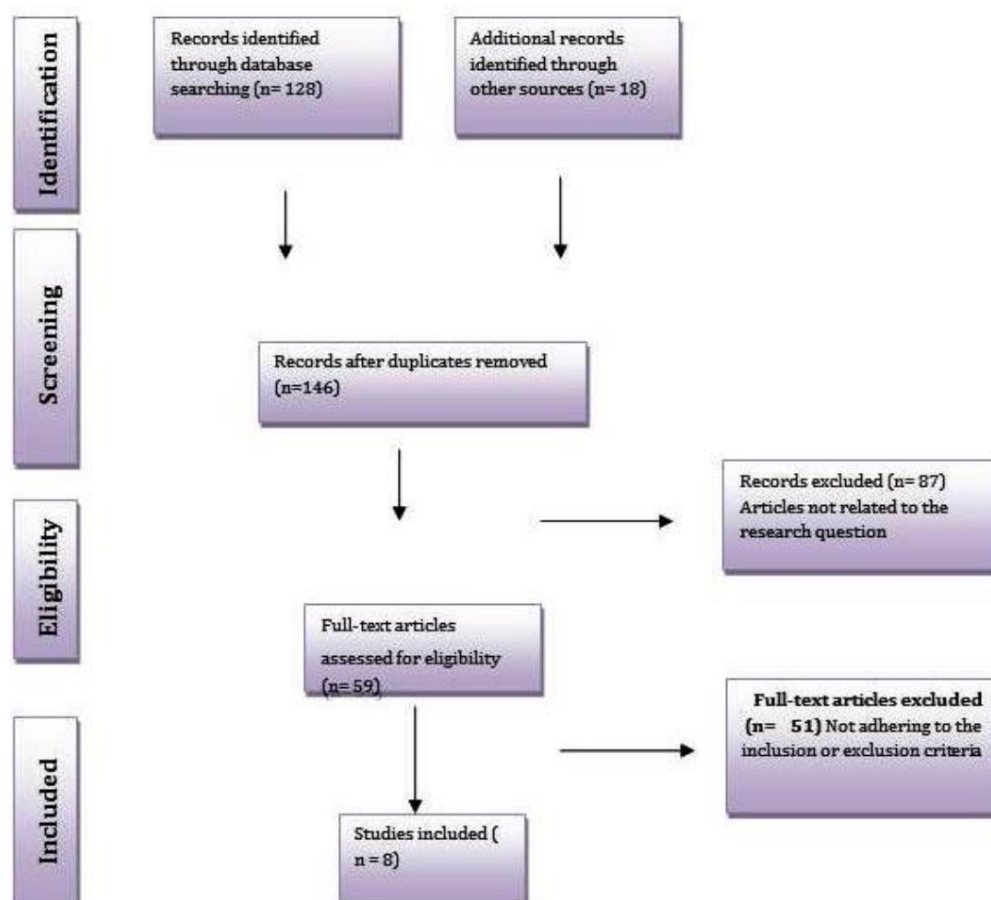 Identification
Records identified
through database
searching (n= 128)
Additional records
identified through
other sources (n= 18)
Screening
Records after duplicates removed
(n=146)
Records excluded (n= 87)
Articles not related to the
research question
Eligibility
Full-text articles
assessed for eligibility
(n= 59)
Full-text articles excluded
(n= 51) Not adhering to the
inclusion or exclusion criteria
Included
Studies included (
n = 8)